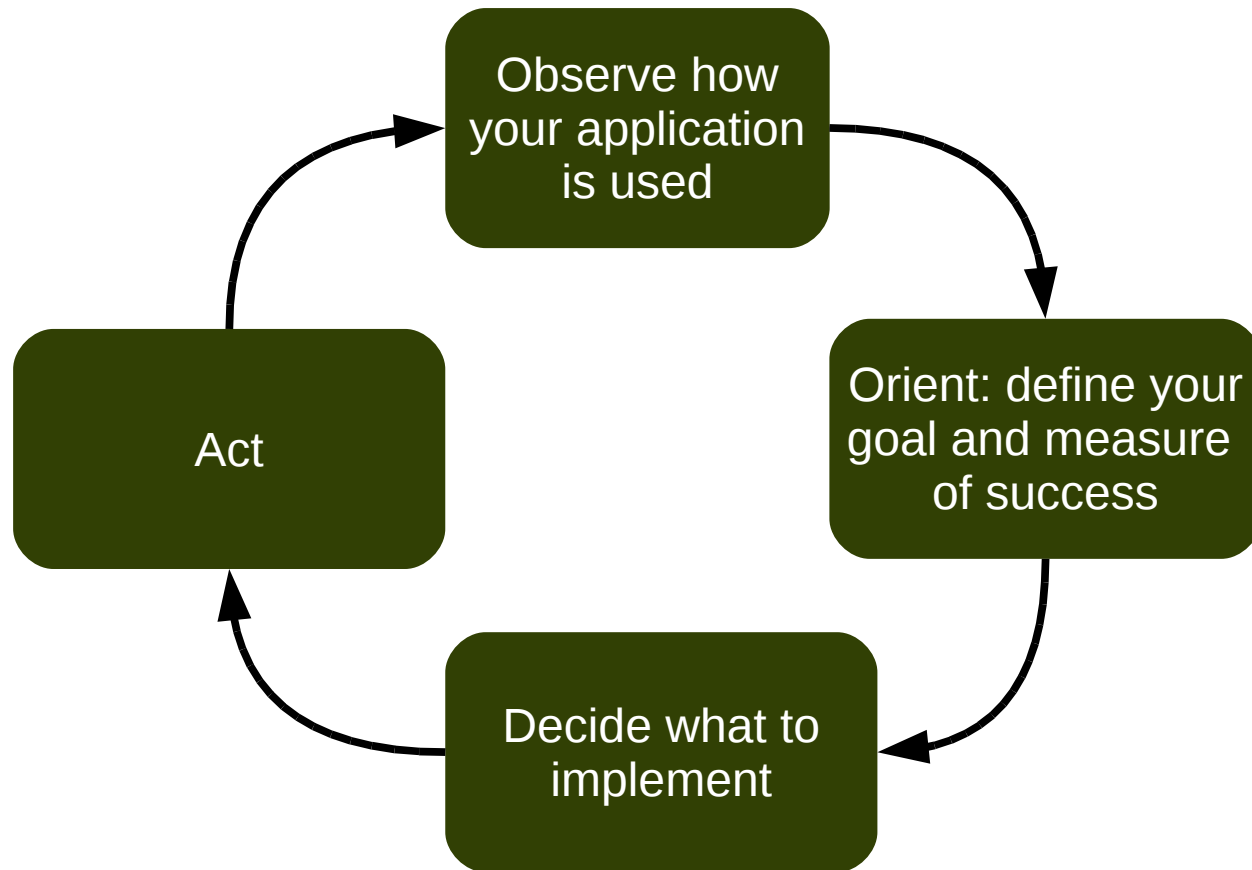 Observe how
your application
is used
Orient: define your
goal and measure
of success
Decide what to
implement
Act